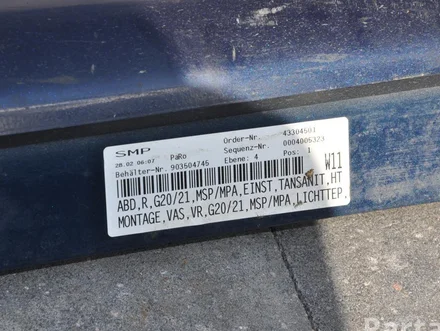 SMP Order-Nr. 43304501
28.02 06:07 PaRo Sequenz-Nr. 0004005323
Behälter-Nr. 903504745 Ebene: 4 Pos: 1
W11
ABD,R,G20/21,MSP/MPA,EINST,TANSANIT,HT
MONTAGE,VAS,VR,G20/21,MSP/MPA,LICHTTEP,